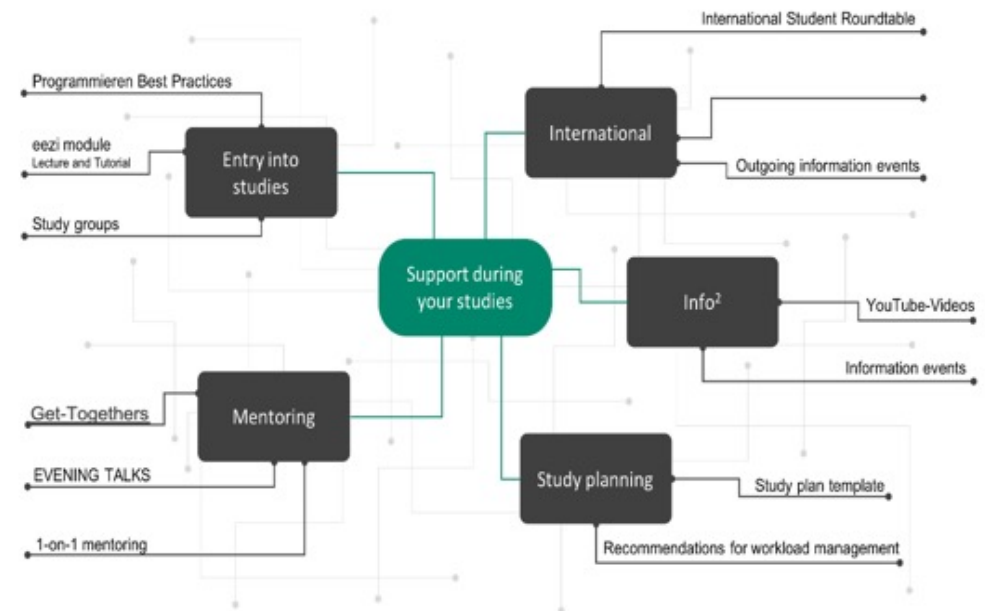 International Student Roundtable
Programmieren Best Practices
International
eezi module
Lecture and Tutorial
Entry into
studies
Outgoing information events
Study groups
Support during
your studies
Info²
YouTube-Videos
Information events
Get-Togethers
Mentoring
EVENING TALKS
Study planning
Study plan template
1-on-1 mentoring
Recommendations for workload management